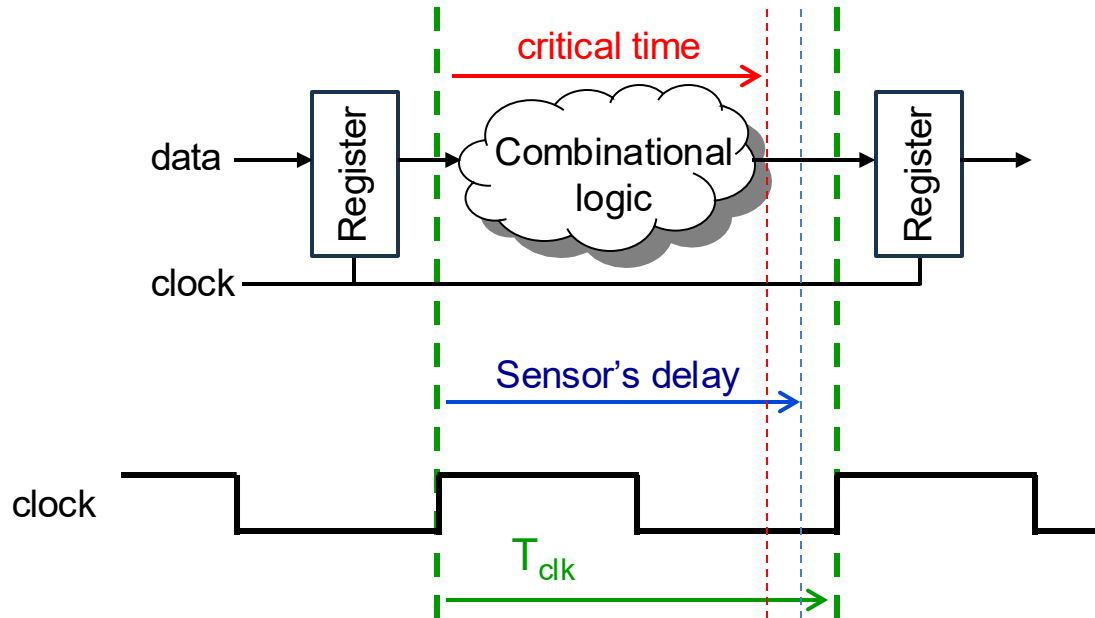 critical time
data
Register
Combinational
logic
Register
clock
Sensor's delay
clock
Tclk